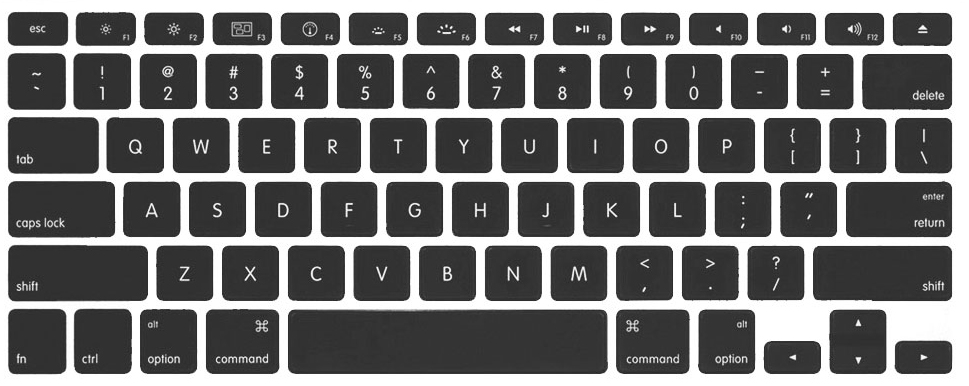 esc F1 F2 F3 F4 F5 F6 F7 F8 F9 F10 F11 F12
~ ! @ # $ % ^ & * ( ) – +
` 1 2 3 4 5 6 7 8 9 0 - = delete
tab Q W E R T Y U I O P { [ } ] | \
caps lock A S D F G H J K L : ; " ' enter return
shift Z X C V B N M < , > . ? / shift
fn ctrl alt option ⌘ command ⌘ command alt option ◄ ▲ ▼ ►